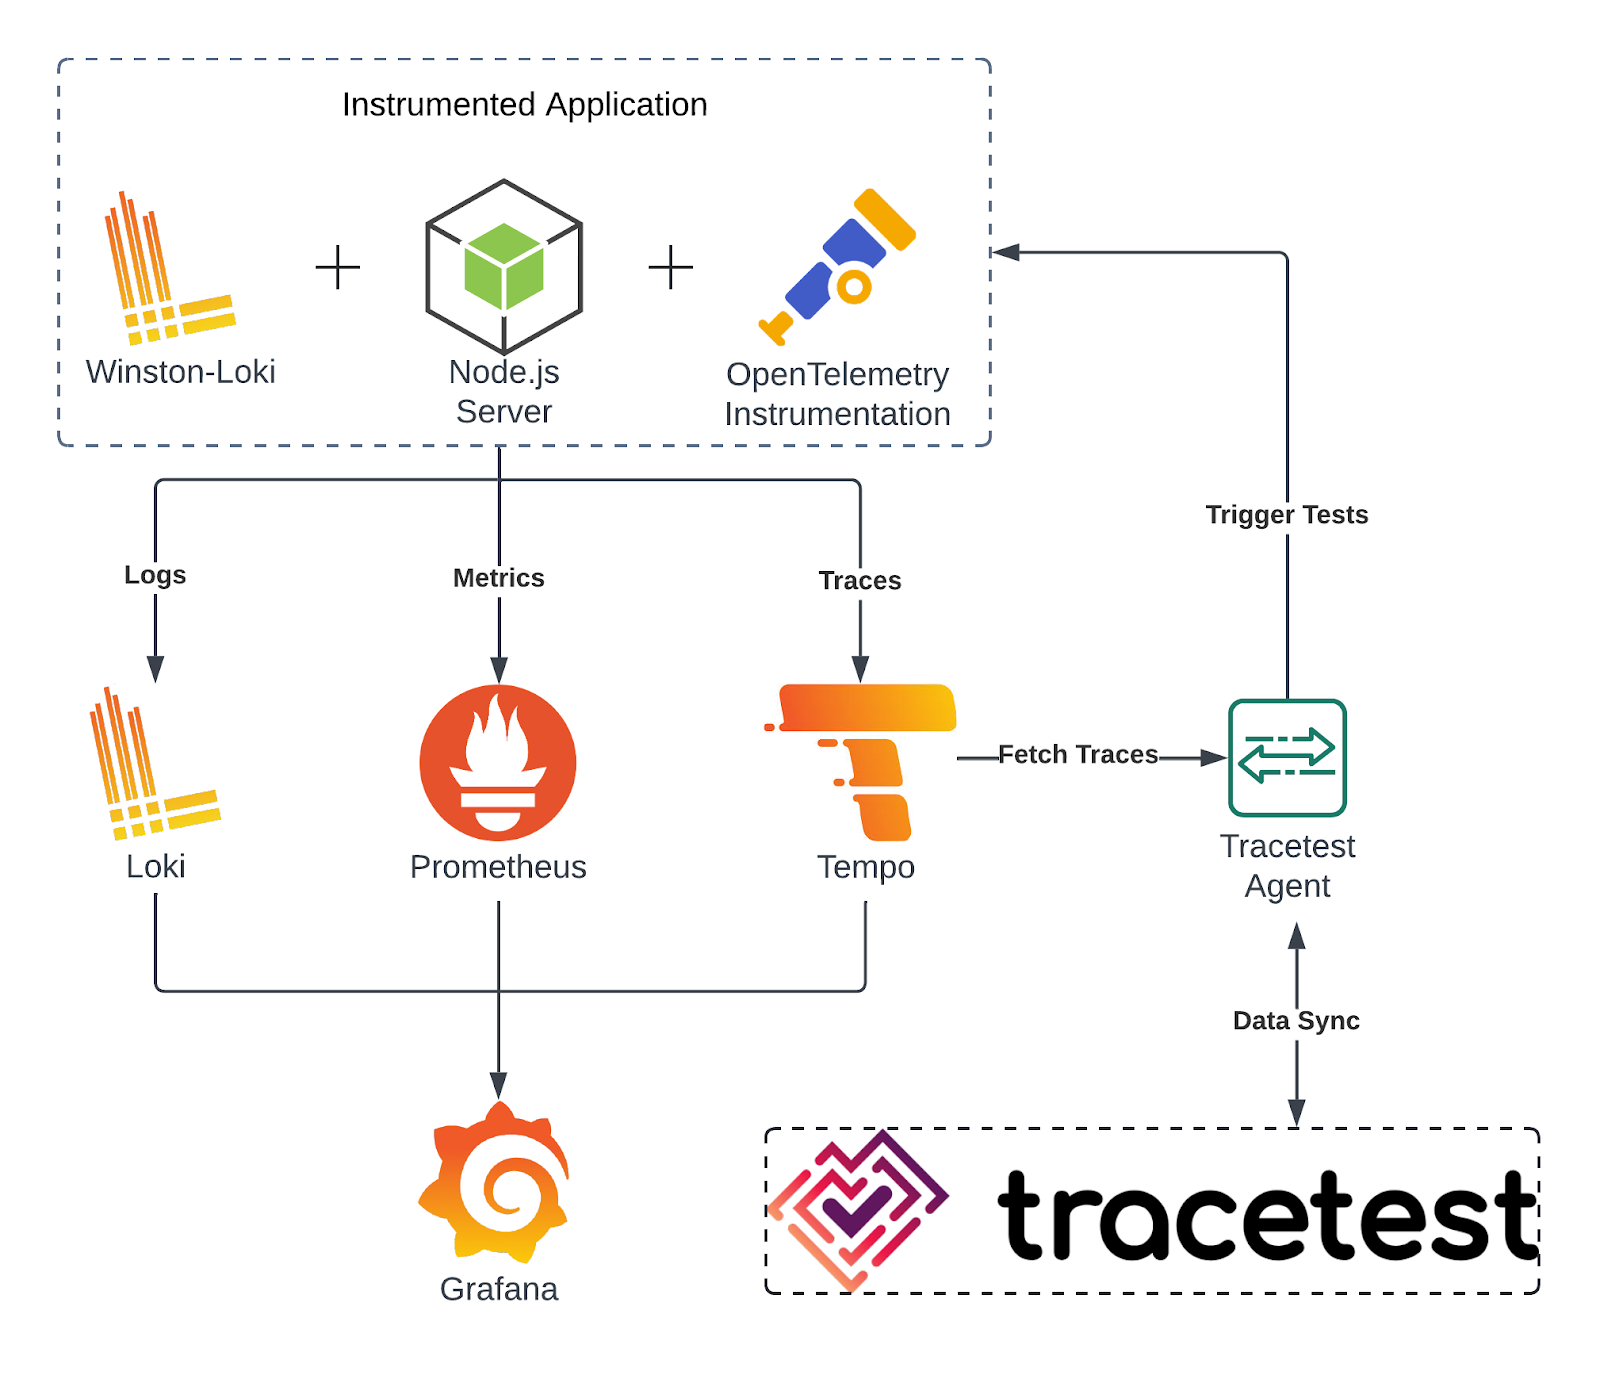 Instrumented Application
Winston-Loki
Node.js
Server
OpenTelemetry
Instrumentation
Trigger Tests
Logs
Metrics
Traces
Fetch Traces
Loki
Prometheus
Tempo
Tracetest
Agent
Data Sync
tracetest
Grafana